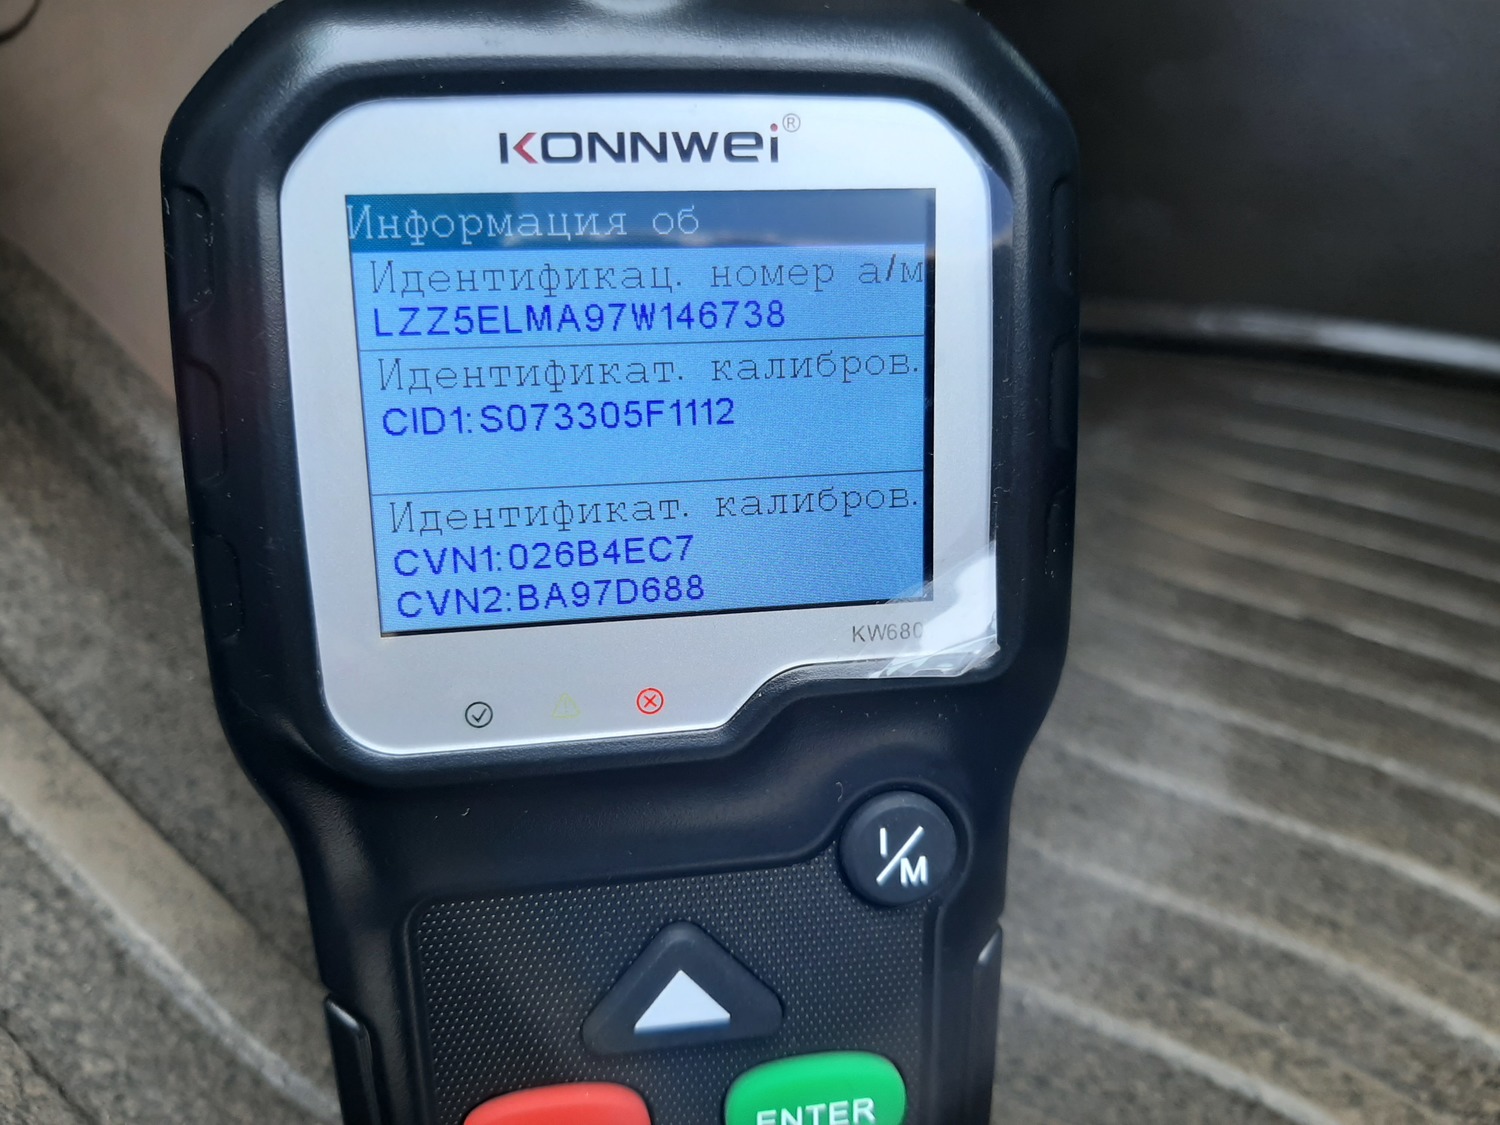 KONNWEI®
Информация об
Идентификац. номер а/м
LZZ5ELMA97W146738
Идентификат. калибров.
CID1:S073305F1112
Идентификат. калибров.
CVN1:026B4EC7
CVN2:BA97D688
KW680
I/M
ENTER